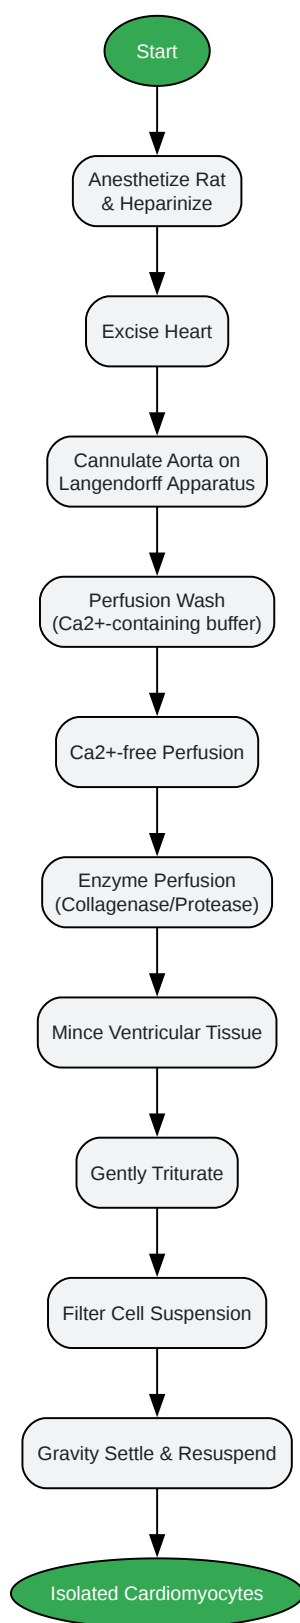 Start
Anesthetize Rat
& Heparinize
Excise Heart
Cannulate Aorta on
Langendorff Apparatus
Perfusion Wash
(Ca2+-containing buffer)
Ca2+-free Perfusion
Enzyme Perfusion
(Collagenase/Protease)
Mince Ventricular Tissue
Gently Triturate
Filter Cell Suspension
Gravity Settle & Resuspend
Isolated Cardiomyocytes